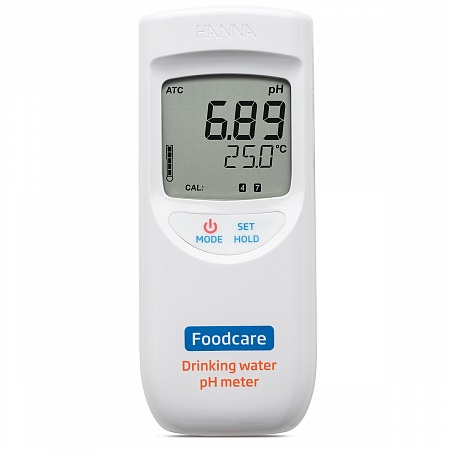 HANNA
ATC pH
6.89
25.0°C
CAL: 4 7
MODE SET HOLD
Foodcare
Drinking water
pH meter